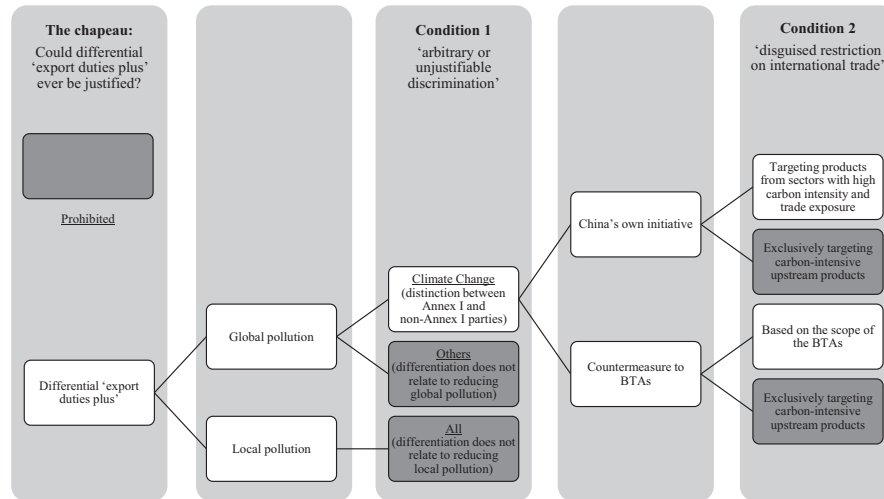 The chapeau:
Could differential
‘export duties plus’
ever be justified?
Prohibited
Differential ‘export
duties plus’
Global pollution
Local pollution
Condition 1
‘arbitrary or
unjustifiable
discrimination’
Climate Change
(distinction between
Annex I and
non-Annex I parties)
Others
(differentiation does not
relate to reducing
global pollution)
All
(differentiation does not
relate to reducing
local pollution)
China’s own initiative
Countermeasure to
BTAs
Condition 2
‘disguised restriction
on international trade’
Targeting products
from sectors with high
carbon intensity and
trade exposure
Exclusively targeting
carbon-intensive
upstream products
Based on the scope of
the BTAs
Exclusively targeting
carbon-intensive
upstream products